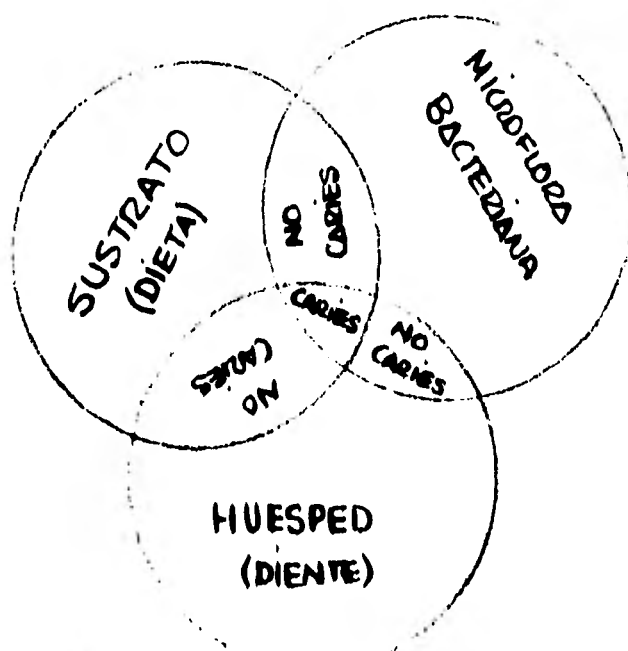 SUSTRATO
(DIETA)
MICROFLORA
BACTERIANA
NO
CARIES
CARIES
NO
CARIES
NO
CARIES
HUESPED
(DIENTE)